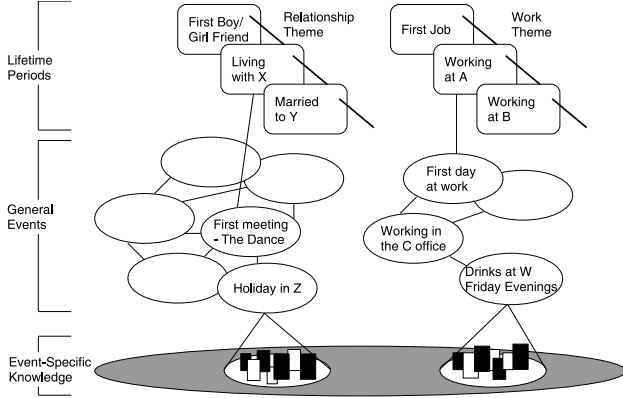 Lifetime
Periods
First Boy/
Girl Friend
Relationship
Theme
Living
with X
Married
to Y
First Job
Work
Theme
Working
at A
Working
at B
General
Events
First meeting
- The Dance
Holiday in Z
First day
at work
Working in
the C office
Drinks at W
Friday Evenings
Event-Specific
Knowledge